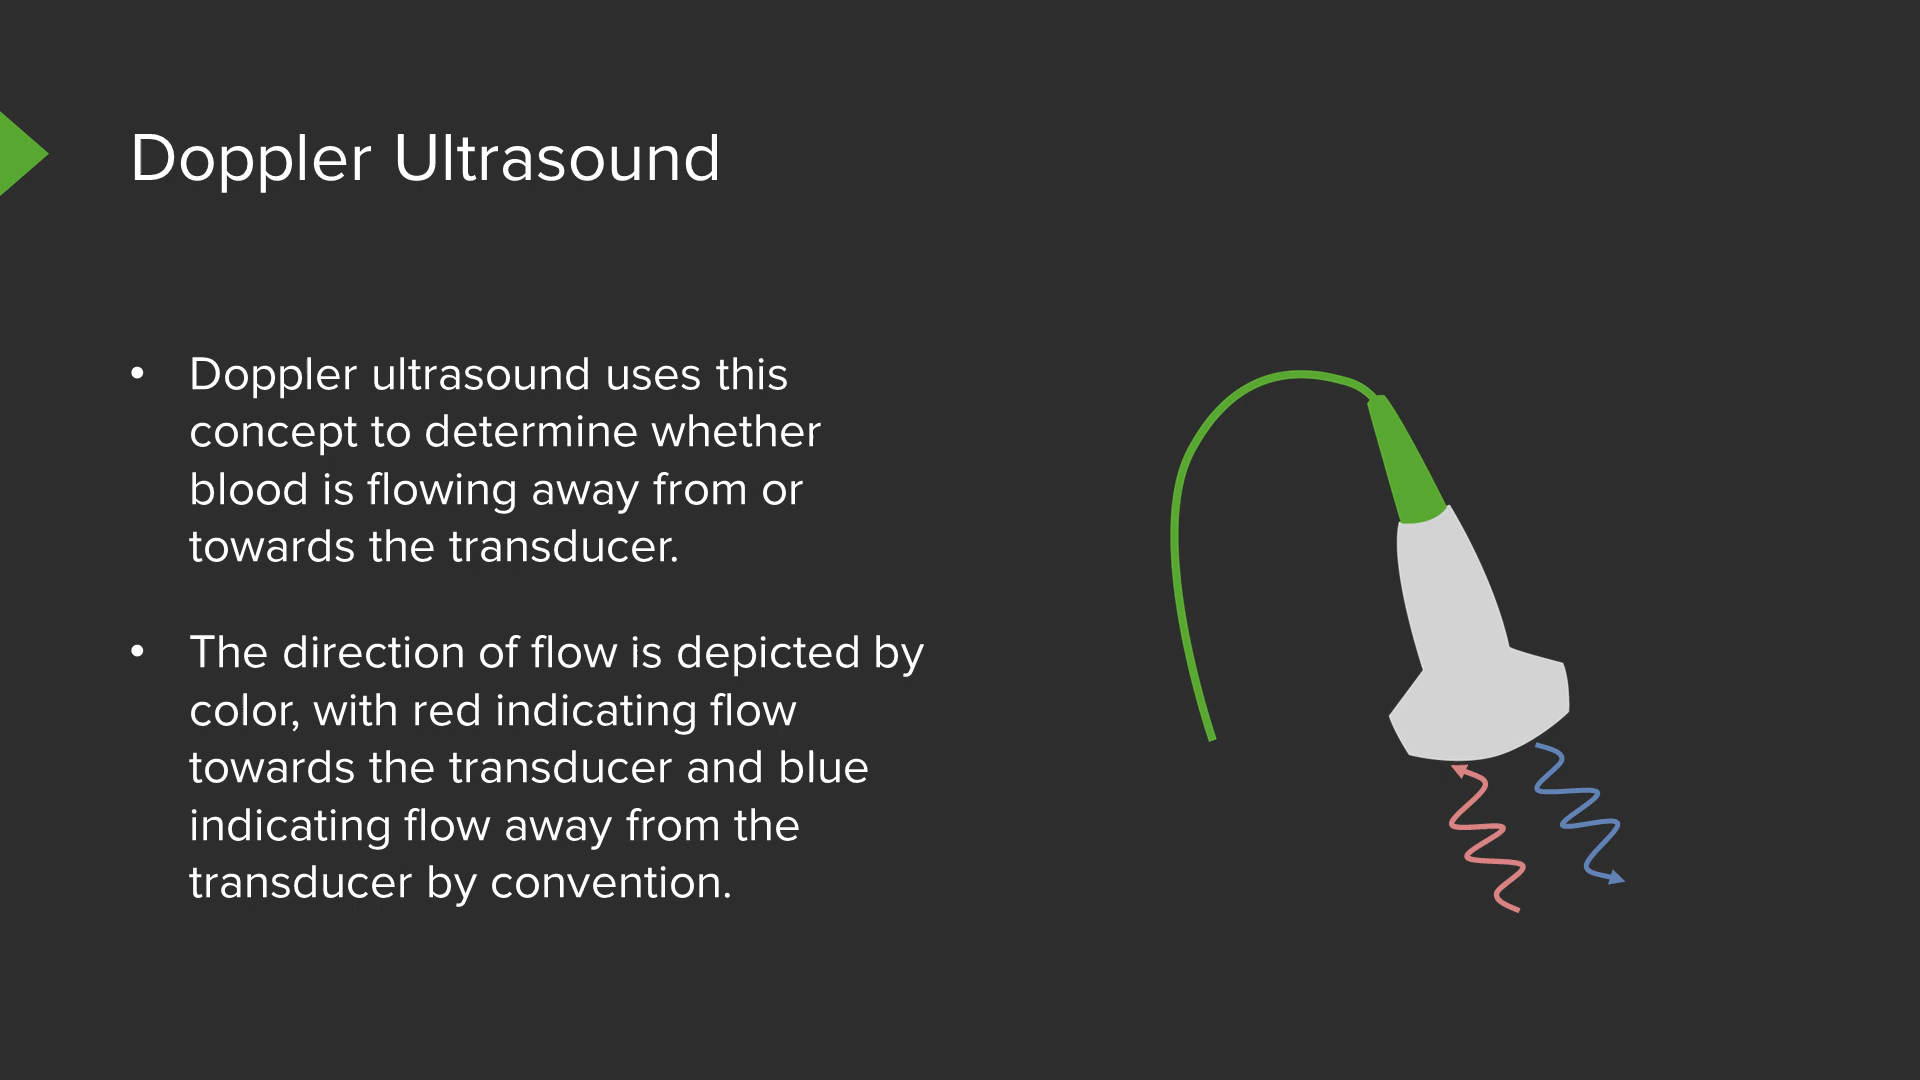 Doppler Ultrasound
• Doppler ultrasound uses this
concept to determine whether
blood is flowing away from or
towards the transducer.
• The direction of flow is depicted by
color, with red indicating flow
towards the transducer and blue
indicating flow away from the
transducer by convention.